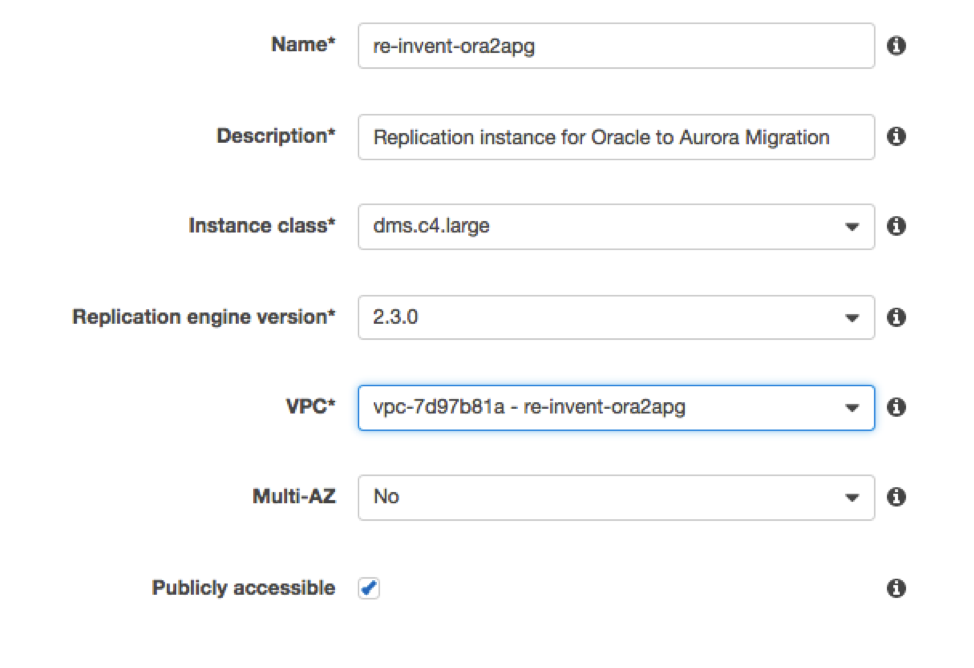 Name* re-invent-ora2apg
Description* Replication instance for Oracle to Aurora Migration
Instance class* dms.c4.large
Replication engine version* 2.3.0
VPC* vpc-7d97b81a - re-invent-ora2apg
Multi-AZ No
Publicly accessible